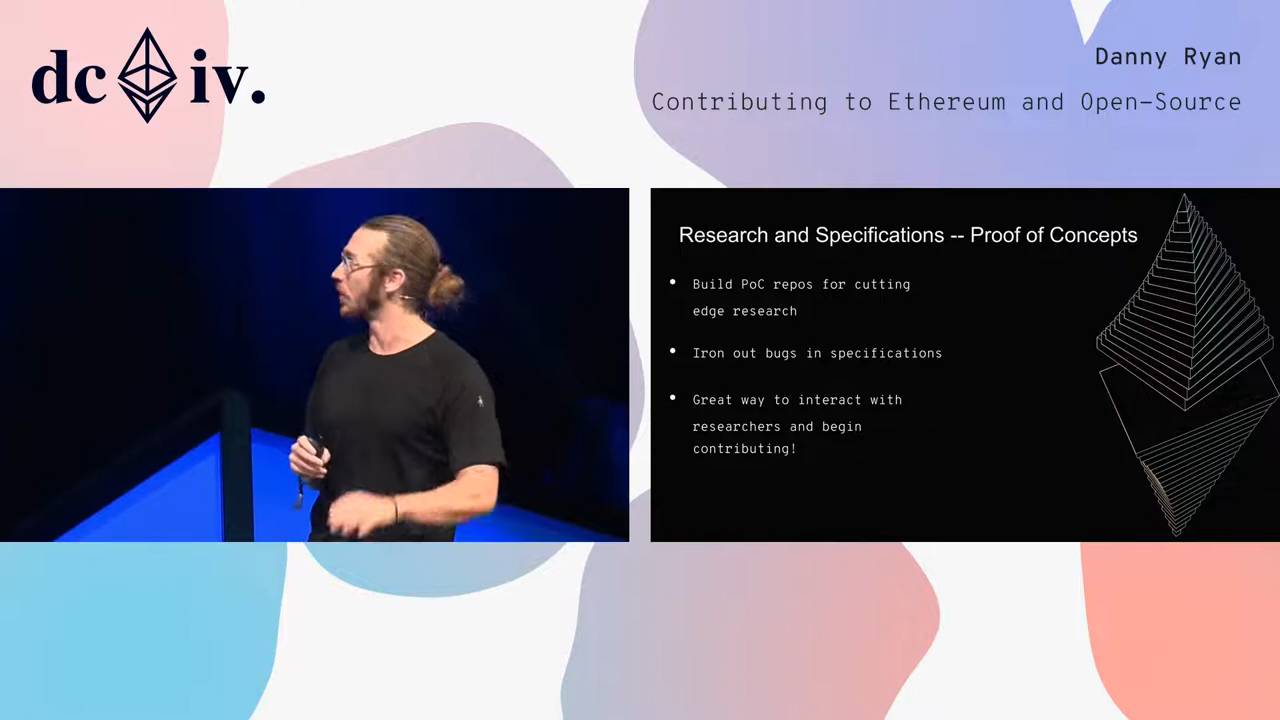 dc iv.
Danny Ryan
Contributing to Ethereum and Open-Source
Research and Specifications -- Proof of Concepts
• Build PoC repos for cutting
edge research
• Iron out bugs in specifications
• Great way to interact with
researchers and begin
contributing!